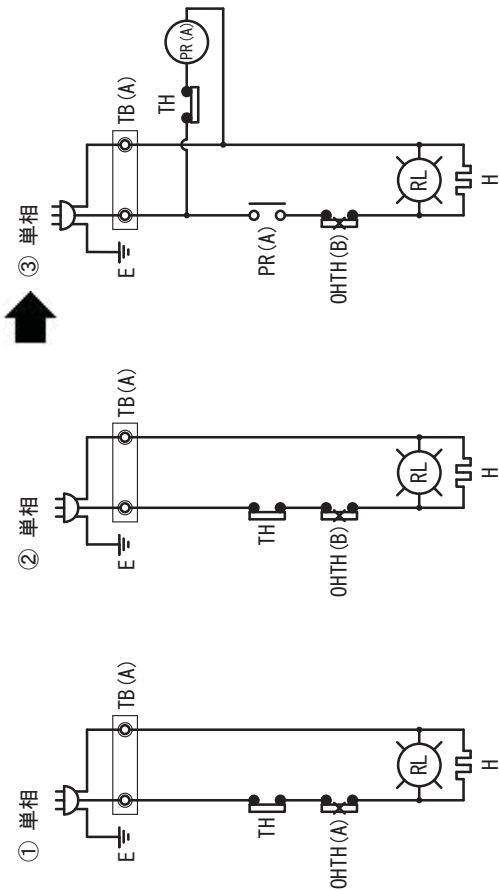 ① 単相
E
TB(A)
TH
OHTH(A)
RL
H
② 単相
E
TB(A)
TH
OHTH(B)
RL
H
③ 単相
E
TB(A)
TH
PR(A)
PR(A)
OHTH(B)
RL
H